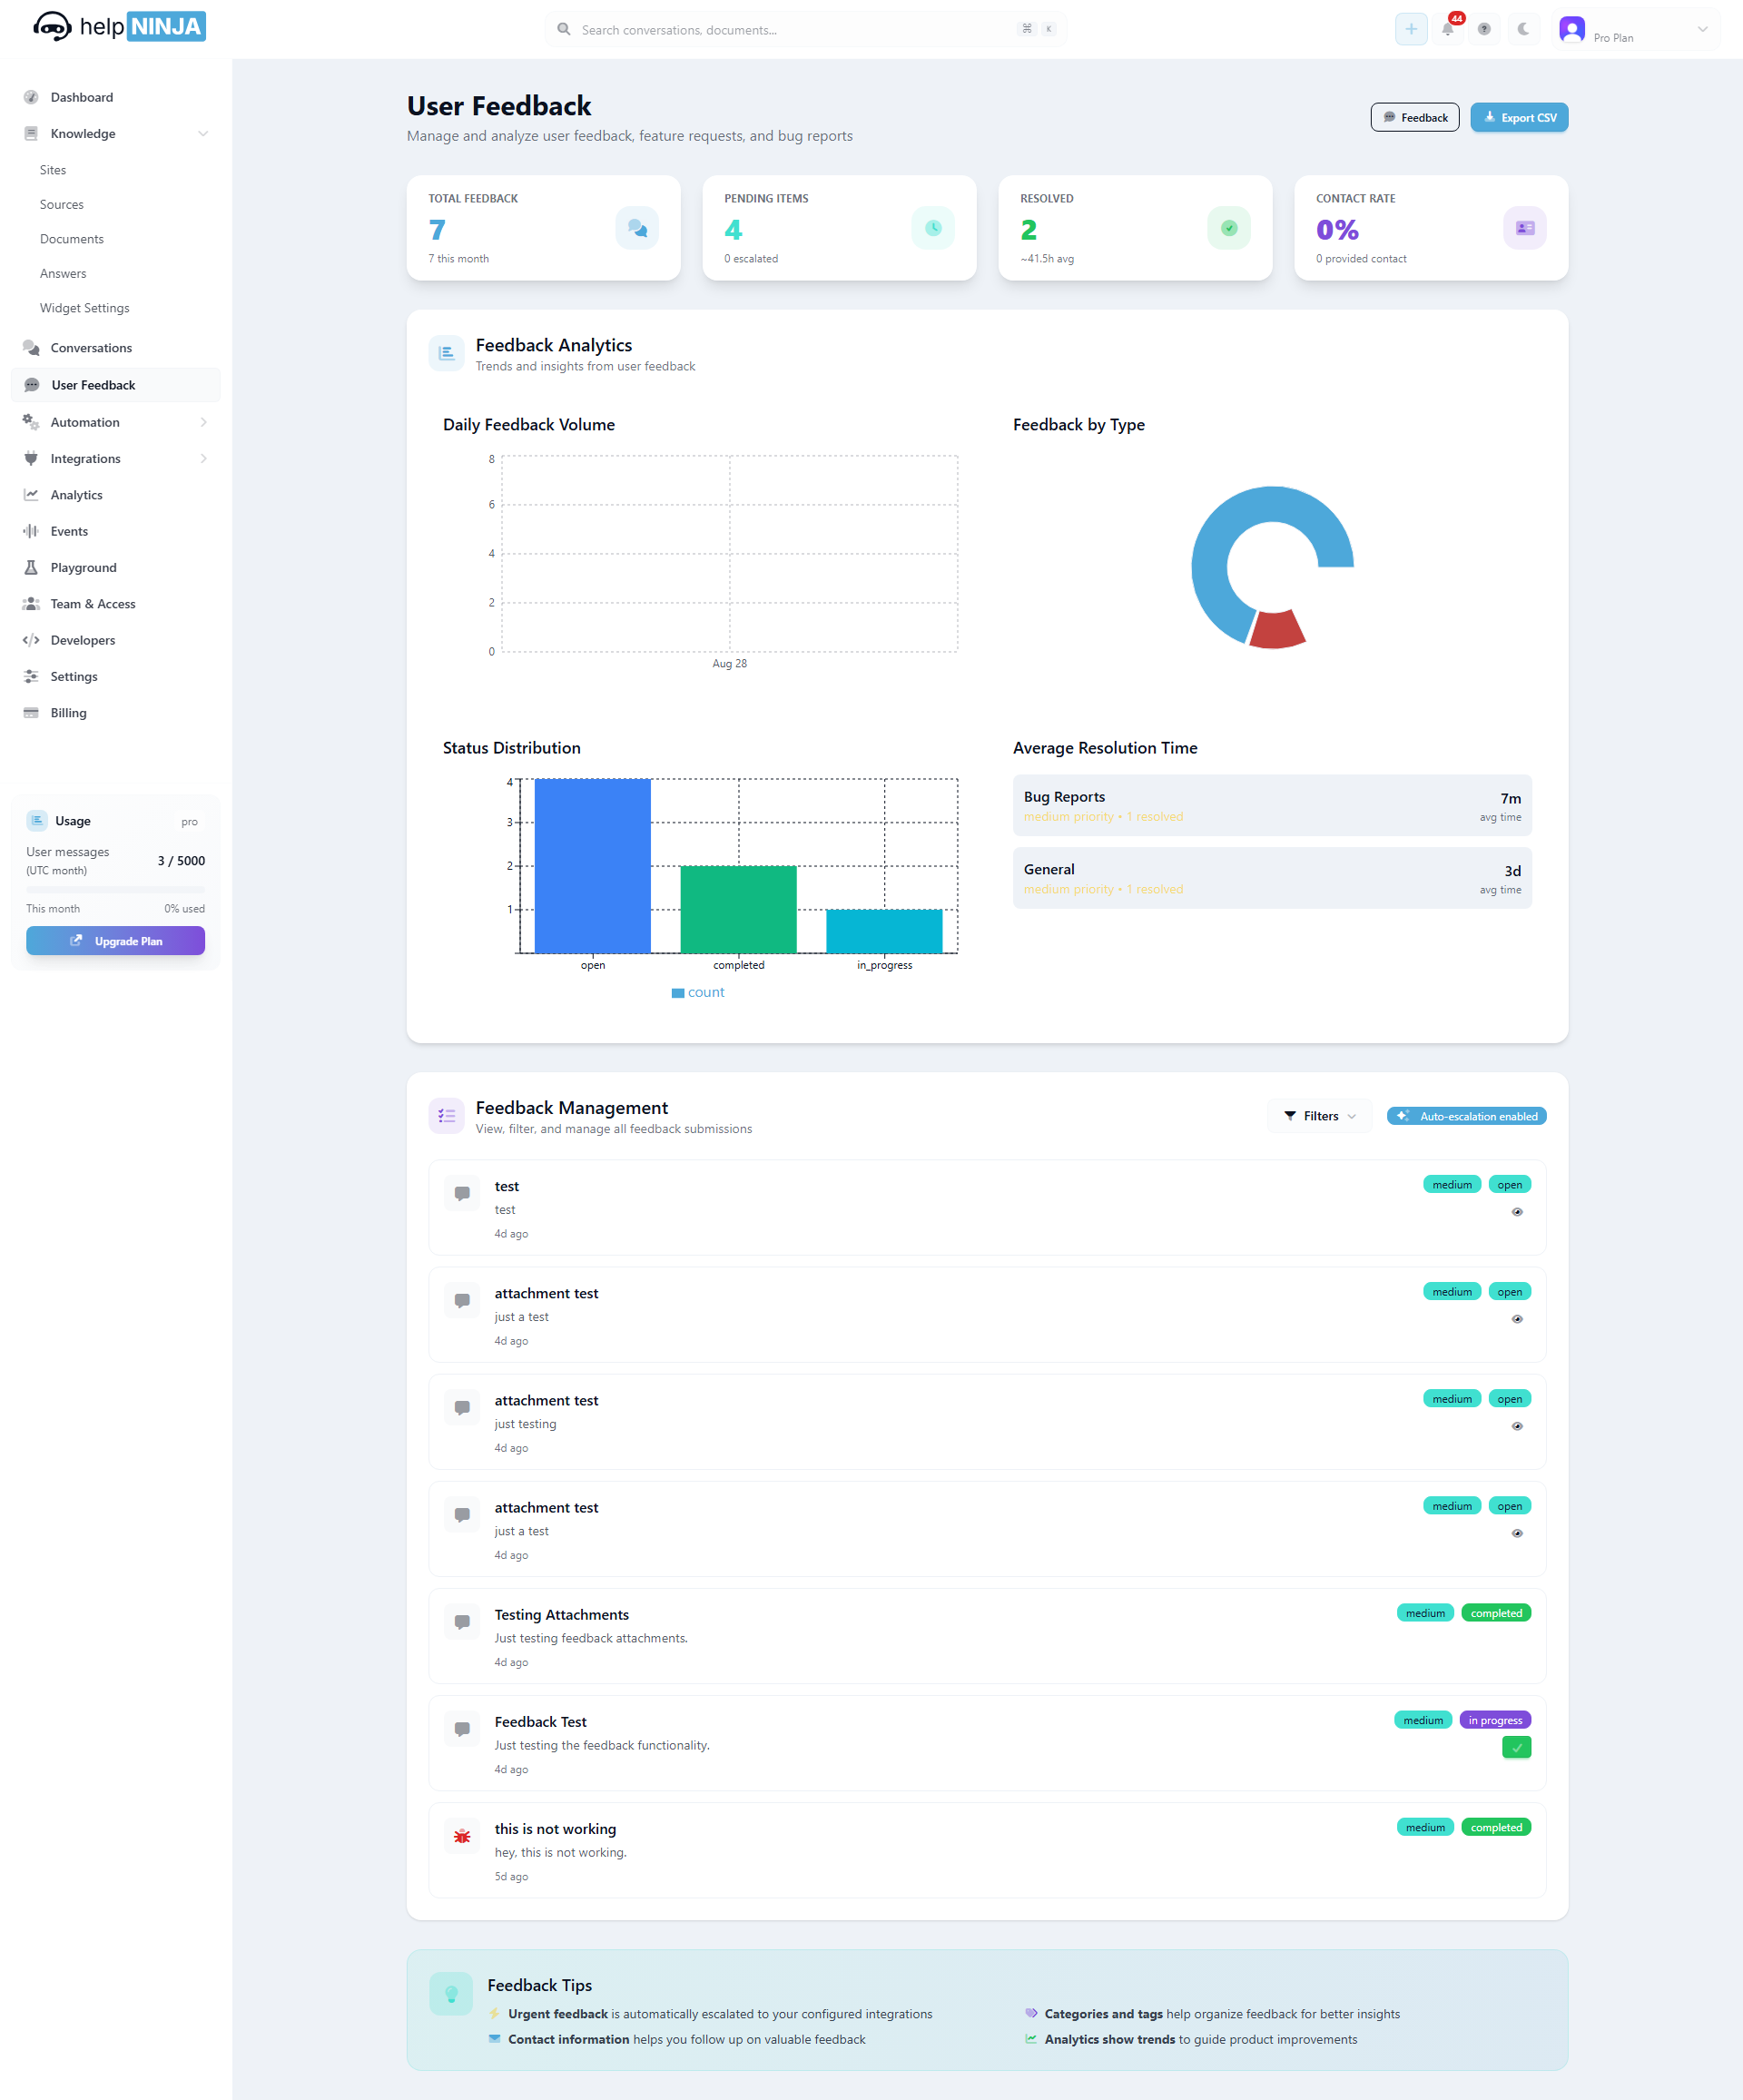 help NINJA
Search conversations, documents...
⌘ K
44
Pro Plan
Dashboard
Knowledge
Sites
Sources
Documents
Answers
Widget Settings
Conversations
User Feedback
Automation
Integrations
Analytics
Events
Playground
Team & Access
Developers
Settings
Billing
Usage
pro
User messages
(UTC month)
3 / 5000
This month
0% used
Upgrade Plan
User Feedback
Manage and analyze user feedback, feature requests, and bug reports
Feedback
Export CSV
TOTAL FEEDBACK
7
7 this month
PENDING ITEMS
4
0 escalated
RESOLVED
2
~41.5h avg
CONTACT RATE
0%
0 provided contact
Feedback Analytics
Trends and insights from user feedback
Daily Feedback Volume
8
6
4
2
0
Aug 28
Feedback by Type
Status Distribution
4
3
2
1
open
completed
in_progress
count
Average Resolution Time
Bug Reports
medium priority • 1 resolved
7m
avg time
General
medium priority • 1 resolved
3d
avg time
Feedback Management
View, filter, and manage all feedback submissions
Filters
Auto-escalation enabled
test
test
4d ago
medium
open
attachment test
just a test
4d ago
medium
open
attachment test
just testing
4d ago
medium
open
attachment test
just a test
4d ago
medium
open
Testing Attachments
Just testing feedback attachments.
4d ago
medium
completed
Feedback Test
Just testing the feedback functionality.
4d ago
medium
in progress
this is not working
hey, this is not working.
5d ago
medium
completed
Feedback Tips
Urgent feedback is automatically escalated to your configured integrations
Contact information helps you follow up on valuable feedback
Categories and tags help organize feedback for better insights
Analytics show trends to guide product improvements